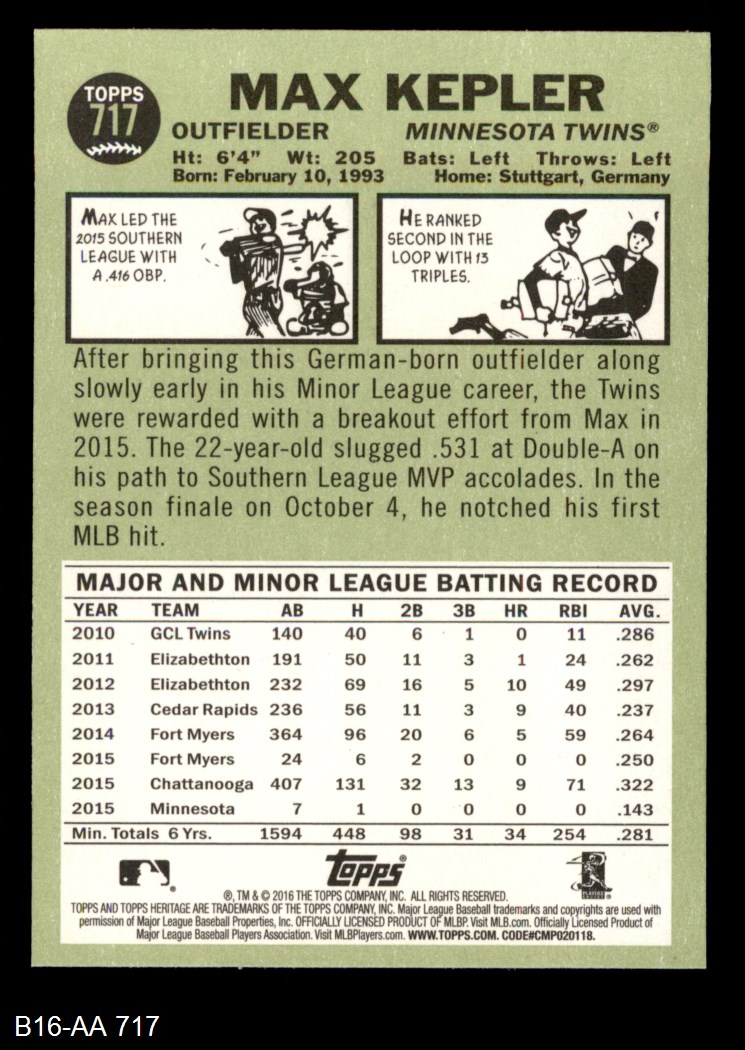 TOPPS
717
MAX KEPLER
OUTFIELDER MINNESOTA TWINS®
Ht: 6'4" Wt: 205 Bats: Left Throws: Left
Born: February 10, 1993 Home: Stuttgart, Germany
MAX LED THE
2015 SOUTHERN
LEAGUE WITH
A .416 OBP.
HE RANKED
SECOND IN THE
LOOP WITH 13
TRIPLES.
After bringing this German-born outfielder along
slowly early in his Minor League career, the Twins
were rewarded with a breakout effort from Max in
2015. The 22-year-old slugged .531 at Double-A on
his path to Southern League MVP accolades. In the
season finale on October 4, he notched his first
MLB hit.
MAJOR AND MINOR LEAGUE BATTING RECORD
YEAR TEAM AB H 2B 3B HR RBI AVG.
2010 GCL Twins 140 40 6 1 0 11 .286
2011 Elizabethton 191 50 11 3 1 24 .262
2012 Elizabethton 232 69 16 5 10 49 .297
2013 Cedar Rapids 236 56 11 3 9 40 .237
2014 Fort Myers 364 96 20 6 5 59 .264
2015 Fort Myers 24 6 2 0 0 0 .250
2015 Chattanooga 407 131 32 13 9 71 .322
2015 Minnesota 7 1 0 0 0 0 .143
Min. Totals 6 Yrs. 1594 448 98 31 34 254 .281
Topps®
®, TM & © 2016 THE TOPPS COMPANY, INC. ALL RIGHTS RESERVED.
TOPPS AND TOPPS HERITAGE ARE TRADEMARKS OF THE TOPPS COMPANY, INC. Major League Baseball trademarks and copyrights are used with
permission of Major League Baseball Properties, Inc. OFFICIALLY LICENSED PRODUCT OF MLBP. Visit MLB.com. Officially Licensed Product of
Major League Baseball Players Association. Visit MLBPlayers.com. WWW.TOPPS.COM. CODE#CMP020118.
B16-AA 717